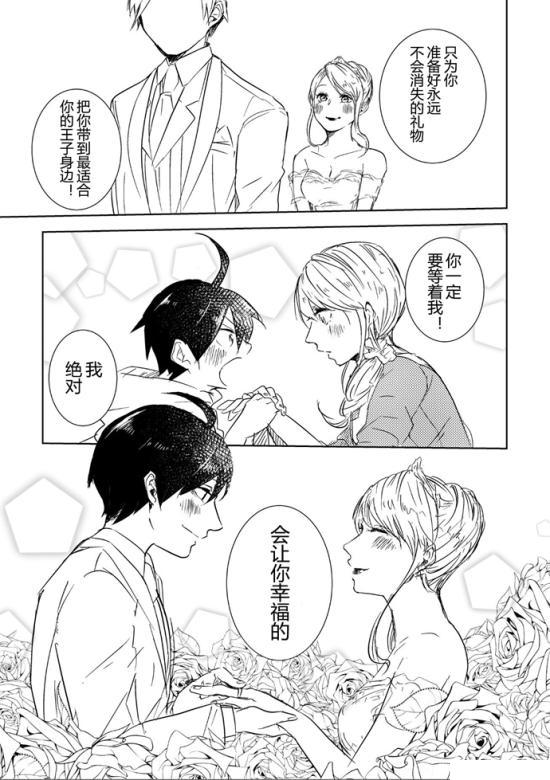 只为你
准备好永远
不会消失的礼物
把你带到最适合
你的王子身边！
你一定
要等着我！
我
绝对
会让你幸福的